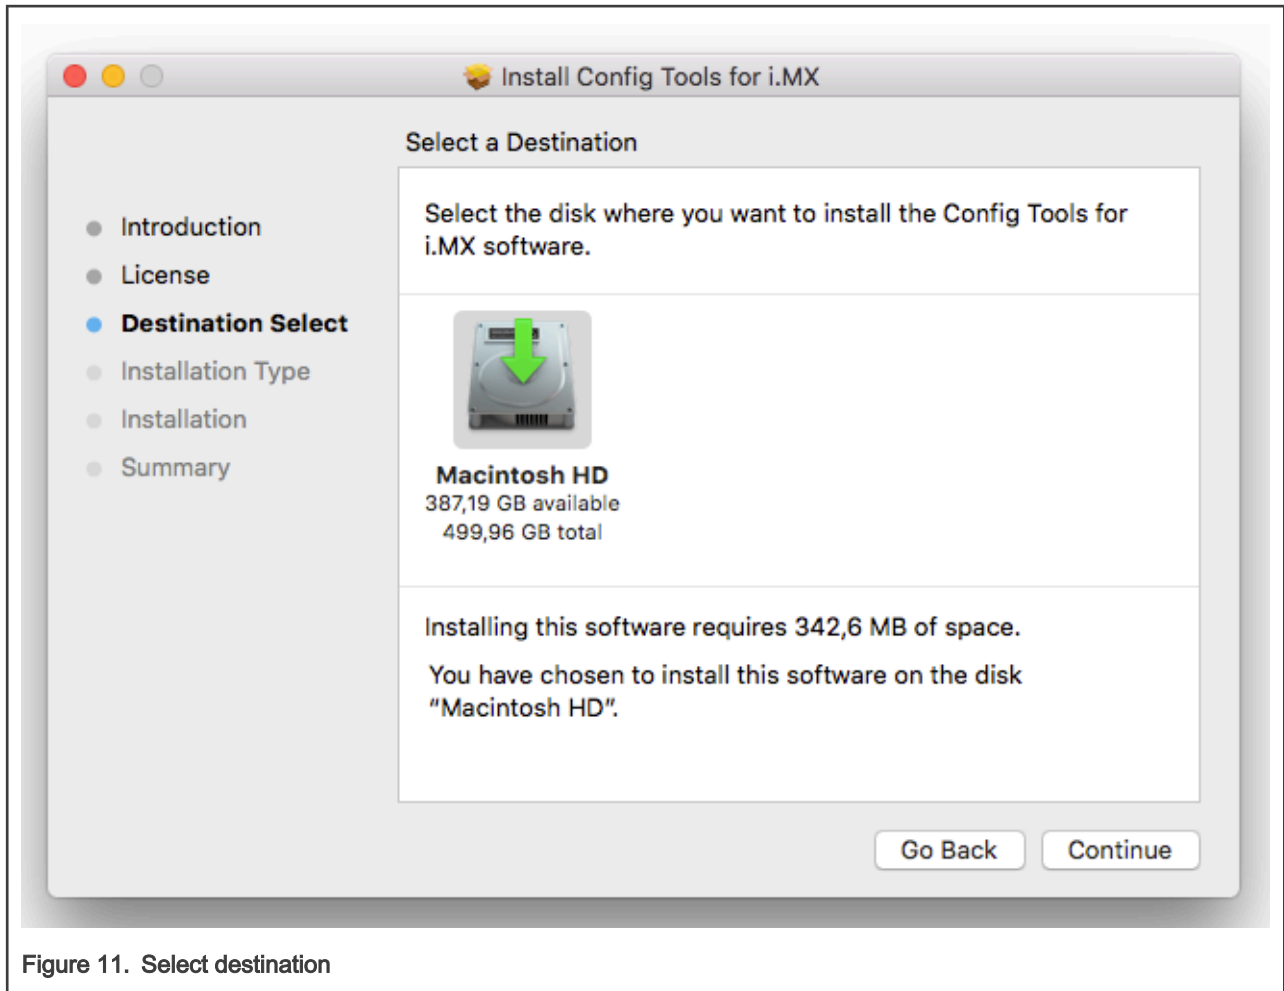 Install Config Tools for i.MX
Select a Destination
Introduction
License
Destination Select
Installation Type
Installation
Summary
Select the disk where you want to install the Config Tools for
i.MX software.
Macintosh HD
387,19 GB available
499,96 GB total
Installing this software requires 342,6 MB of space.
You have chosen to install this software on the disk
“Macintosh HD”.
Go Back
Continue
Figure 11. Select destination